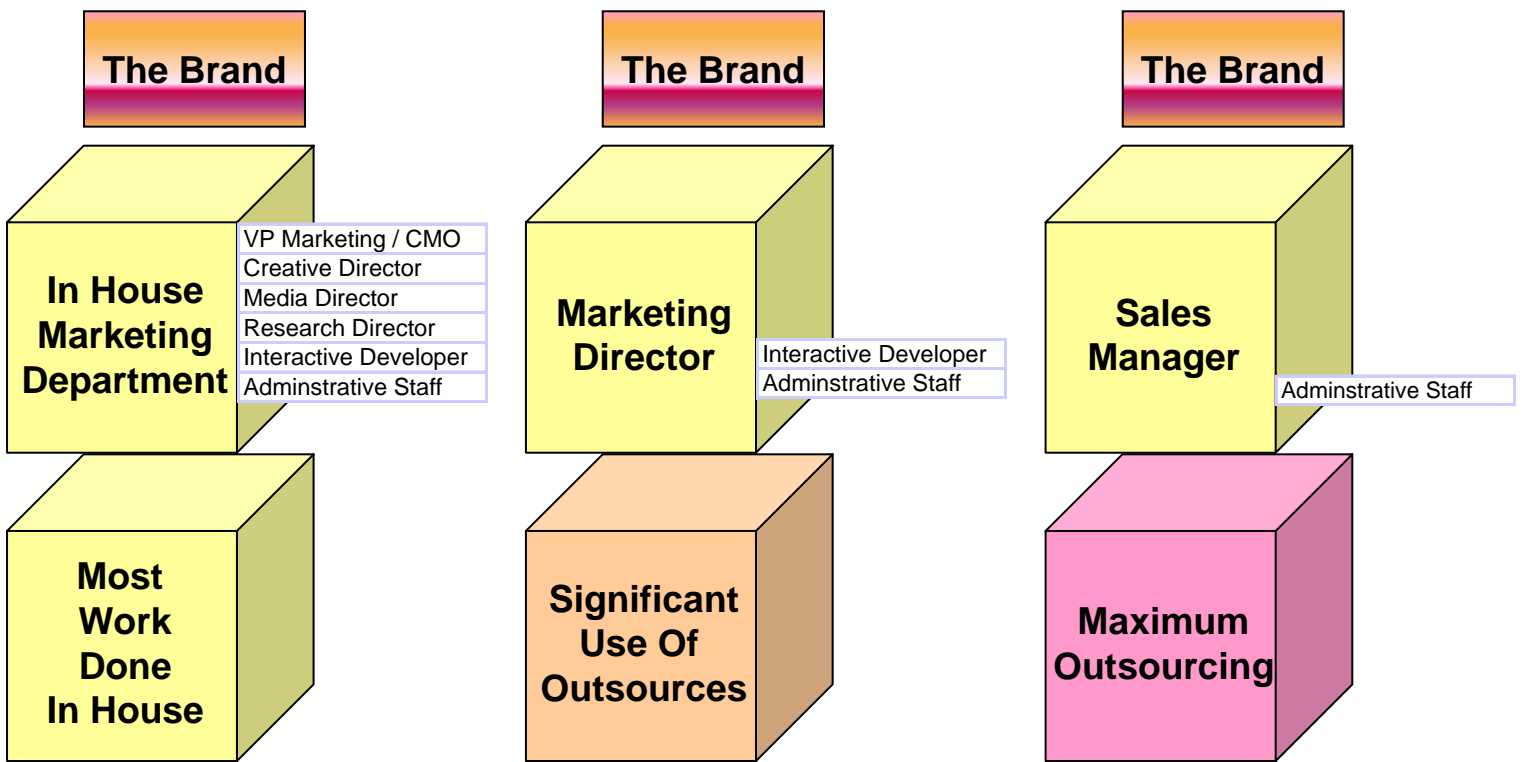 The Brand
In House
Marketing
Department
VP Marketing / CMO
Creative Director
Media Director
Research Director
Interactive Developer
Adminstrative Staff
Most
Work
Done
In House
The Brand
Marketing
Director
Interactive Developer
Adminstrative Staff
Significant
Use Of
Outsources
The Brand
Sales
Manager
Adminstrative Staff
Maximum
Outsourcing